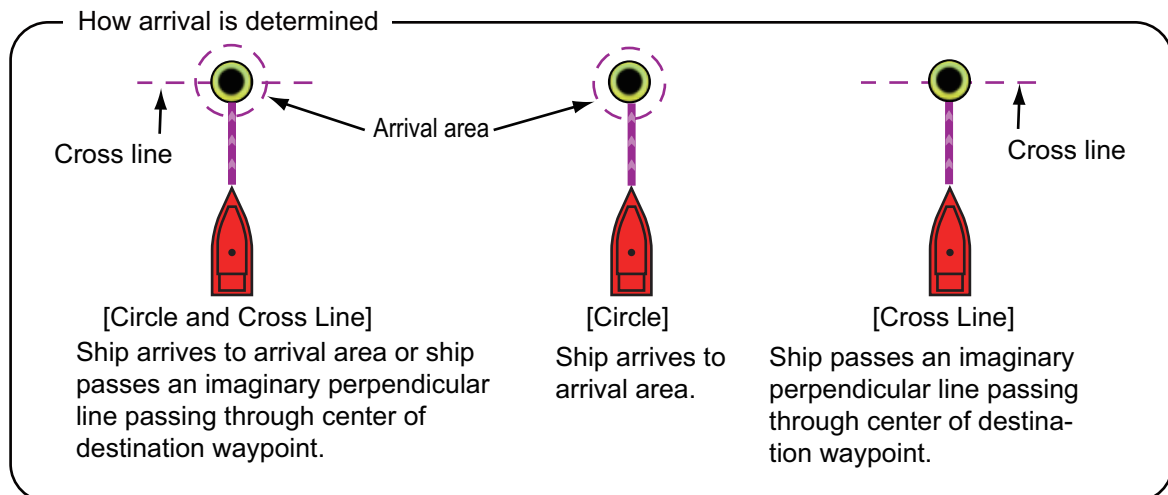 How arrival is determined
Cross line
Arrival area
Cross line
[Circle and Cross Line]
Ship arrives to arrival area or ship
passes an imaginary perpendicular
line passing through center of
destination waypoint.
[Circle]
Ship arrives to
arrival area.
[Cross Line]
Ship passes an imaginary
perpendicular line passing
through center of destina-
tion waypoint.